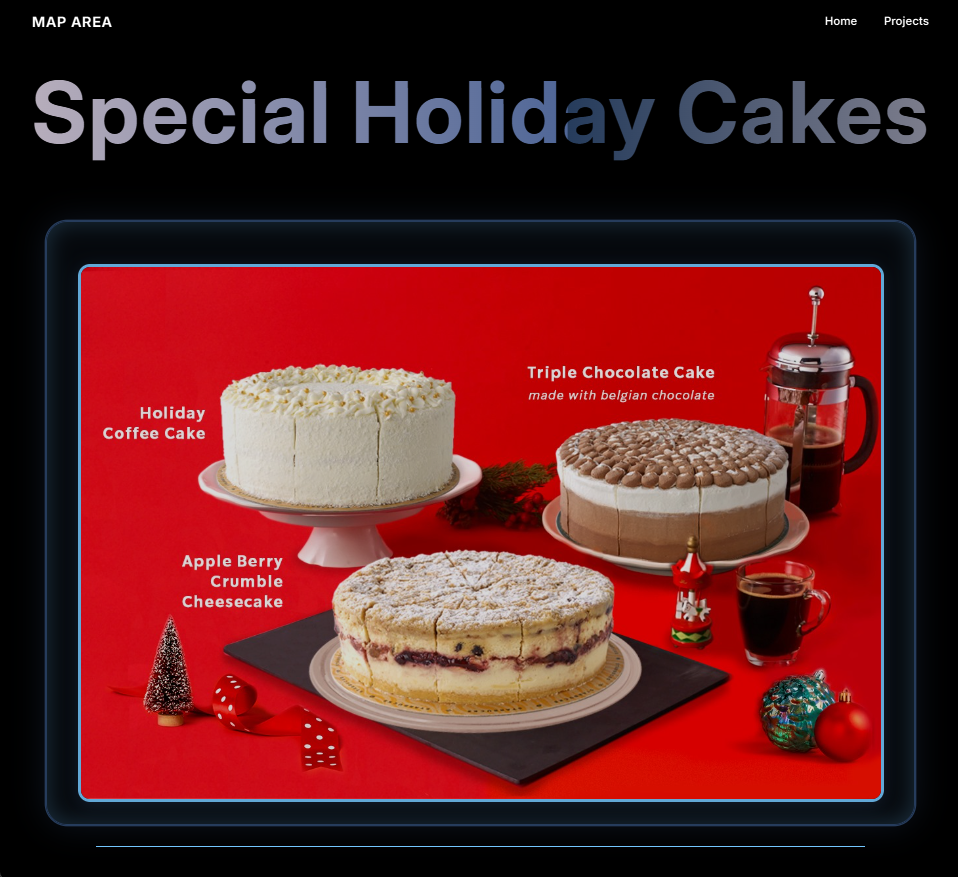 MAP AREA
Home
Projects
Special Holiday Cakes
Triple Chocolate Cake
made with belgian chocolate
Holiday
Coffee Cake
Apple Berry
Crumble
Cheesecake